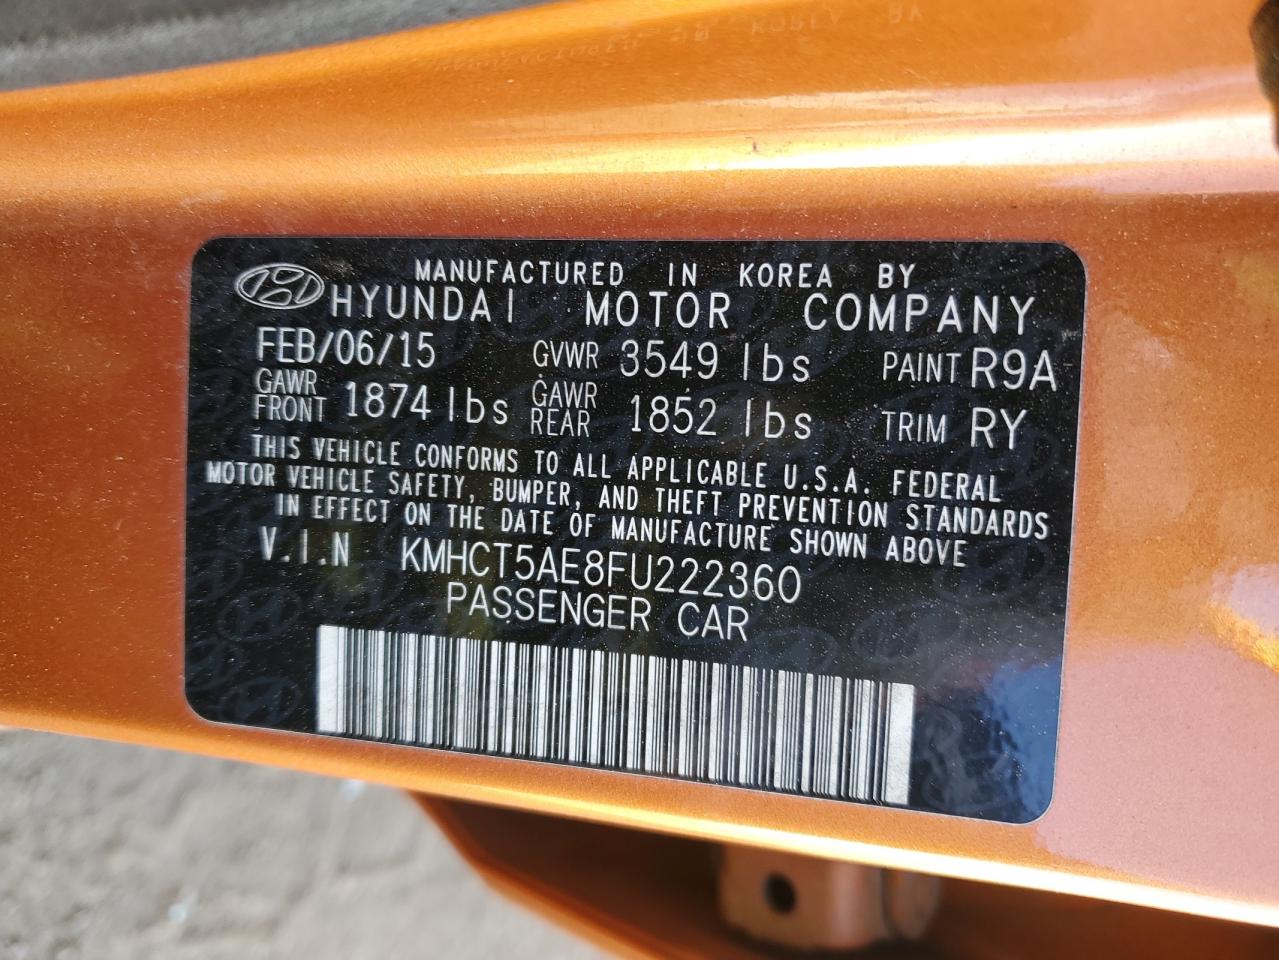 MANUFACTURED IN KOREA BY
HYUNDAI MOTOR COMPANY
FEB/06/15 GVWR 3549 lbs PAINT R9A
GAWR FRONT 1874 lbs GAWR REAR 1852 lbs TRIM RY
THIS VEHICLE CONFORMS TO ALL APPLICABLE U.S.A. FEDERAL
MOTOR VEHICLE SAFETY, BUMPER, AND THEFT PREVENTION STANDARDS
IN EFFECT ON THE DATE OF MANUFACTURE SHOWN ABOVE
V.I.N KMHCT5AE8FU222360
PASSENGER CAR